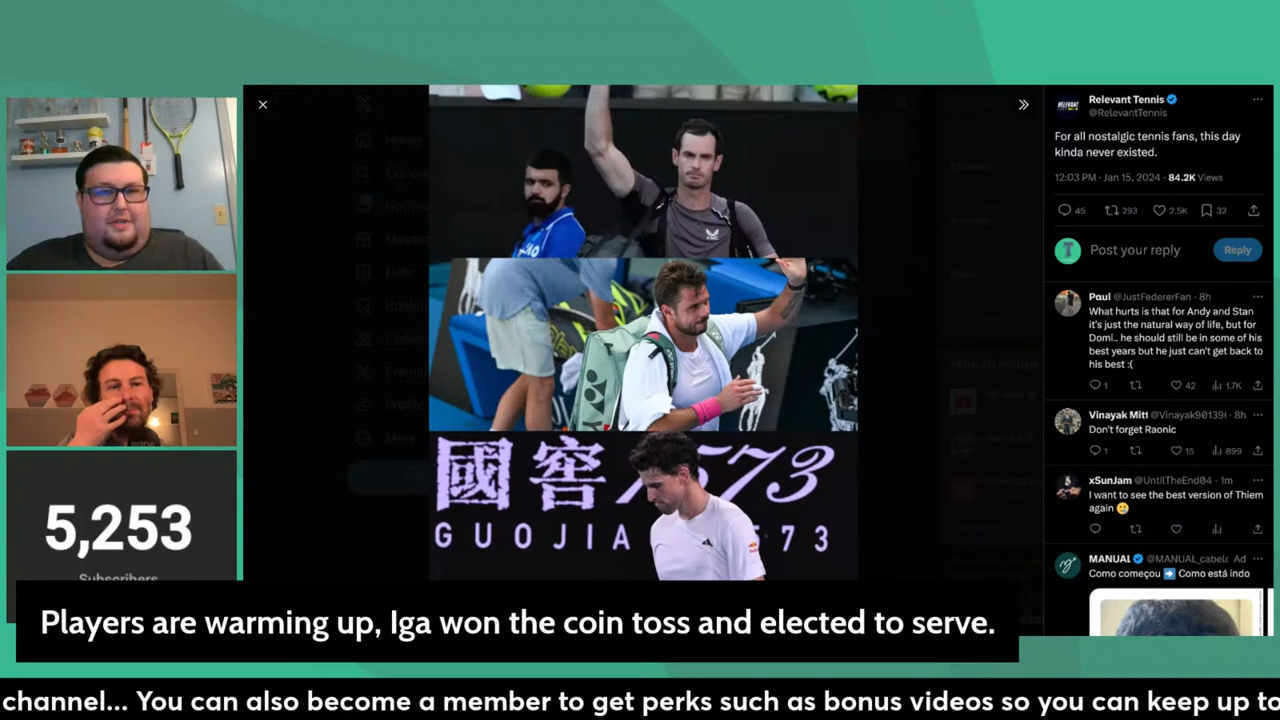 5,253
Subscribers
國窖 1573
GUOJIA 573
Relevant Tennis
@RelevantTennis
For all nostalgic tennis fans, this day
kinda never existed.
12:03 PM · Jan 15, 2024 · 84.2K Views
45 293 2.5K 32
Post your reply
Reply
Paul @JustFedererFan · 8h
What hurts is that for Andy and Stan
it's just the natural way of life, but for
Domi.. he should still be in some of his
best years but he just can't get back to
his best :(
1 42 1.7K
Vinayak Mitt @Vinayak90139( · 8h
Don't forget Raonic
1 15 899
xSunJam @UntilTheEnd04 · 1m
I want to see the best version of Thiem
again
MANUAL @MANUAL_cabelo Ad
Como começou ➡ Como está indo
Players are warming up, Iga won the coin toss and elected to serve.
channel... You can also become a member to get perks such as bonus videos so you can keep up to